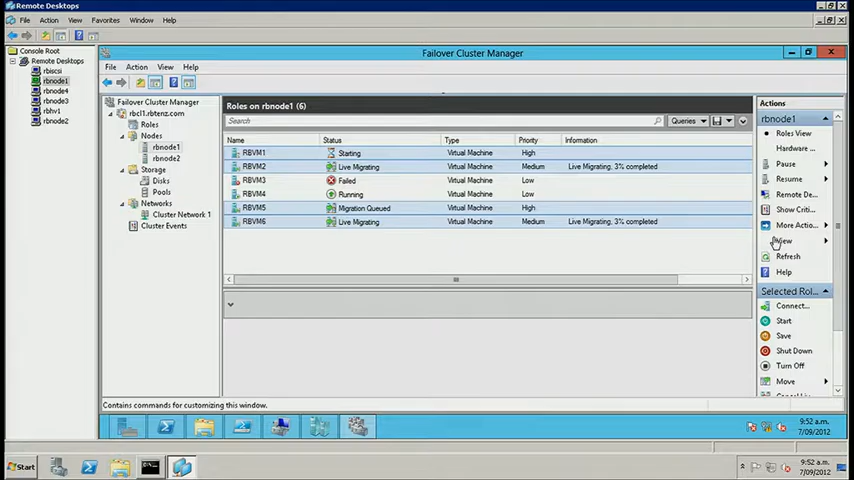 Remote Desktops
File Action View Favorites Window Help
Console Root
Remote Desktops
rbiscsi
rbnode1
rbnode4
rbnode3
rbhv1
rbnode2
Failover Cluster Manager
File Action View Help
Failover Cluster Manager
rbcl1.rbtenz.com
Roles
Nodes
rbnode1
rbnode2
Storage
Disks
Pools
Networks
Cluster Network 1
Cluster Events
Roles on rbnode1 (6)
Search Queries
Name Status Type Priority Information
RBVM1 Starting Virtual Machine High
RBVM2 Live Migrating Virtual Machine Medium Live Migrating, 3% completed
RBVM3 Failed Virtual Machine Low
RBVM4 Running Virtual Machine Low
RBVM5 Migration Queued Virtual Machine High
RBVM6 Live Migrating Virtual Machine Medium Live Migrating, 3% completed
Actions
rbnode1
Roles View
Hardware ...
Pause
Resume
Remote De...
Show Criti...
More Actio...
View
Refresh
Help
Selected Rol...
Connect...
Start
Save
Shut Down
Turn Off
Move
Contains commands for customizing this window.
9:52 a.m.
7/09/2012
Start
9:52 a.m.
7/09/2012